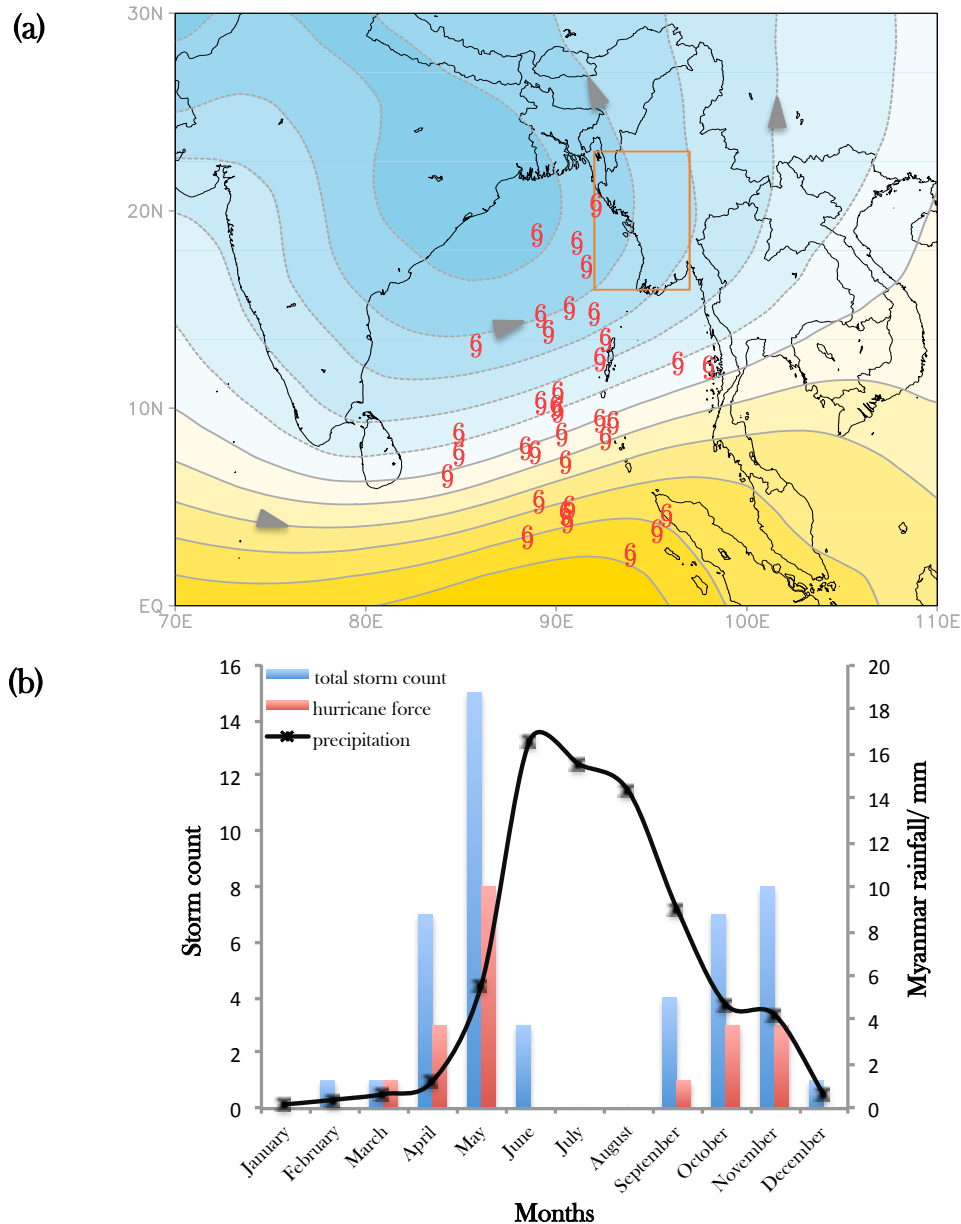 (a)
30N
20N
10N
EQ
70E 80E 90E 100E 110E
(b)
total storm count
hurricane force
precipitation
16
14
12
10
8
6
4
2
0
Storm count
20
18
16
14
12
10
8
6
4
2
0
Myanmar rainfall/ mm
January February March April May June July August September October November December
Months